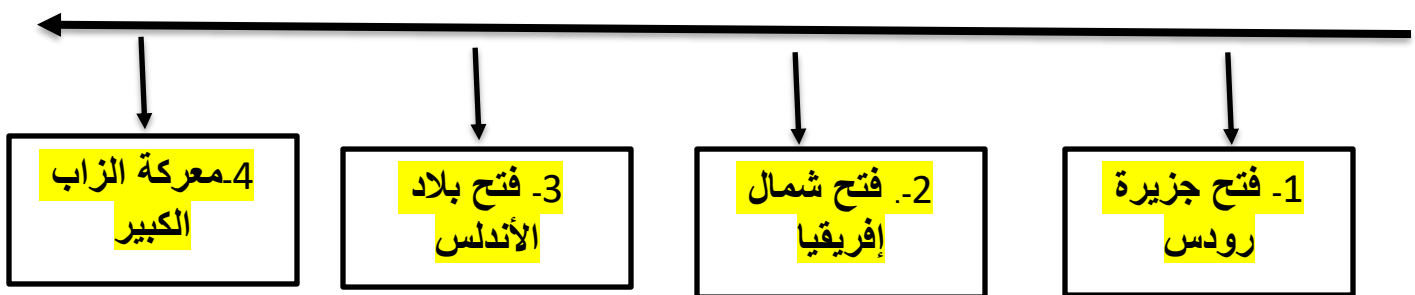 1- فتح جزيرة
رودس
2-. فتح شمال
إفريقيا
3- فتح بلاد
الأندلس
4-معركة الزاب
الكبير